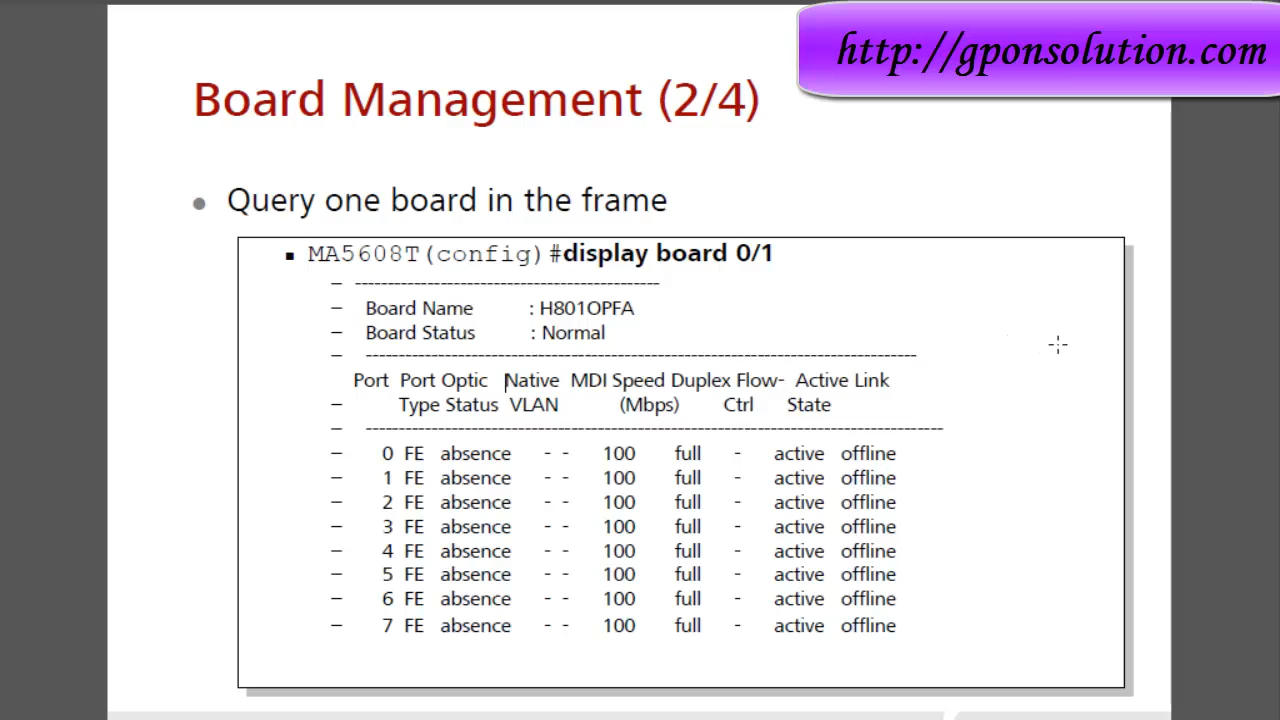 http://gponsolution.com
Board Management (2/4)
• Query one board in the frame
▪ MA5608T(config)#display board 0/1
– ----------------------------------------------
– Board Name : H801OPFA
– Board Status : Normal
– ------------------------------------------------------------------------------------
Port Port Optic Native MDI Speed Duplex Flow- Active Link
– Type Status VLAN (Mbps) Ctrl State
– ----------------------------------------------------------------------------------------
– 0 FE absence - - 100 full - active offline
– 1 FE absence - - 100 full - active offline
– 2 FE absence - - 100 full - active offline
– 3 FE absence - - 100 full - active offline
– 4 FE absence - - 100 full - active offline
– 5 FE absence - - 100 full - active offline
– 6 FE absence - - 100 full - active offline
– 7 FE absence - - 100 full - active offline